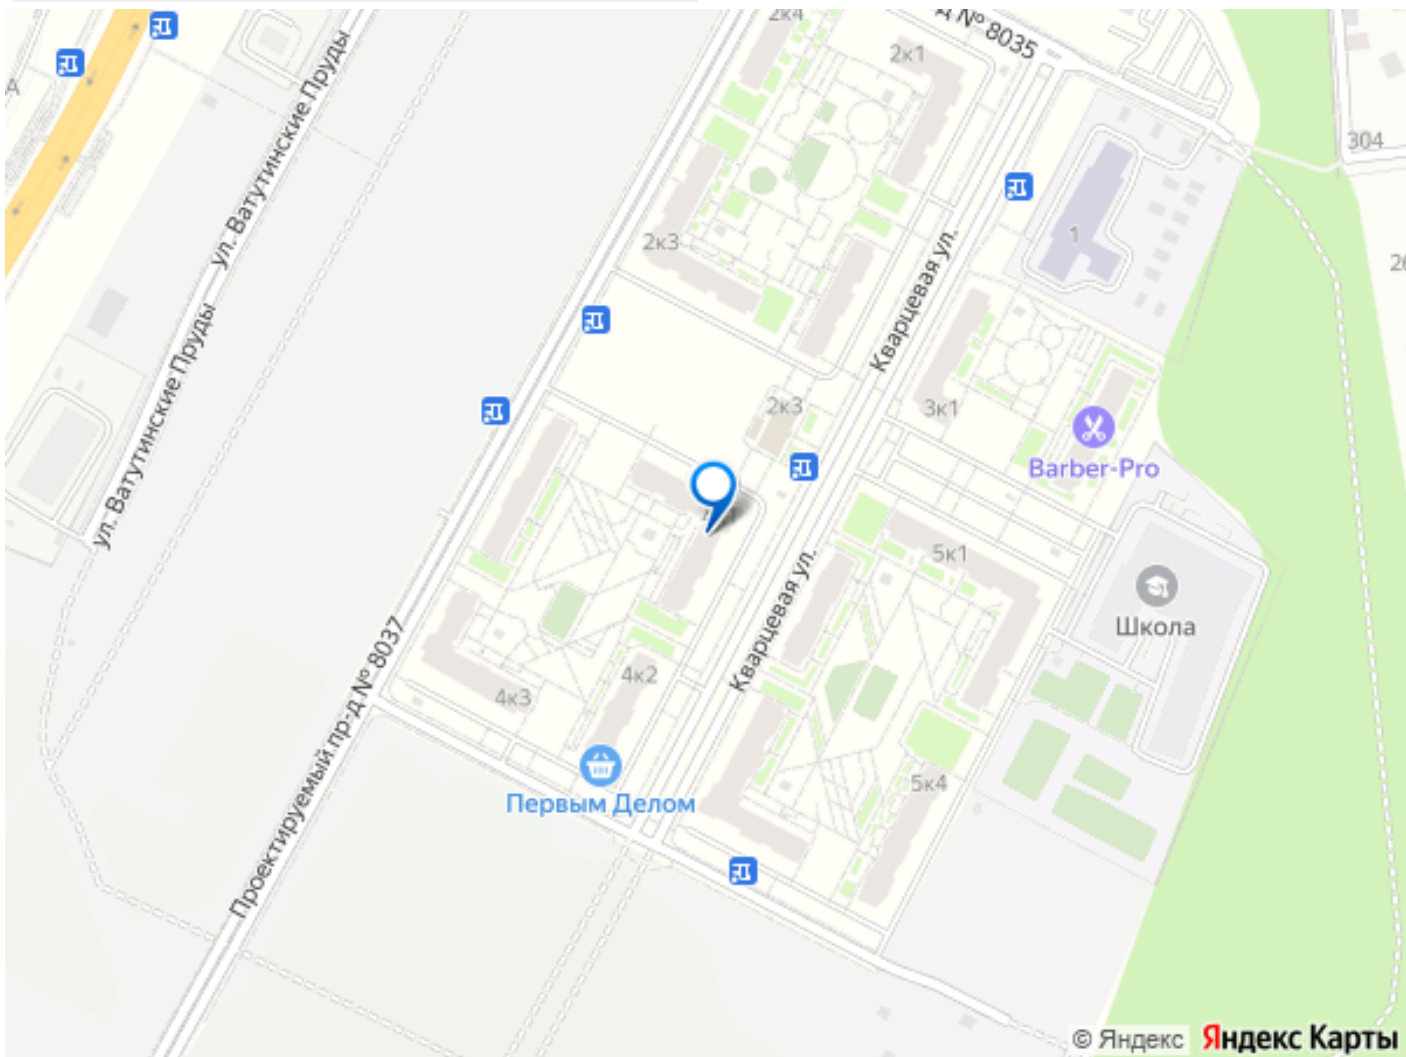 2к4
д № 8035
2к1
А
ул. Ватутинские Пруды
304
1
2к3
26
Кварцевая ул.
ул. Ватутинские Пруды
2к3
3к1
Barber-Pro
5к1
Кварцевая ул.
Школа
Проектируемый пр-д № 8037
4к2
4к3
5к4
Первым Делом
© Яндекс Яндекс Карты